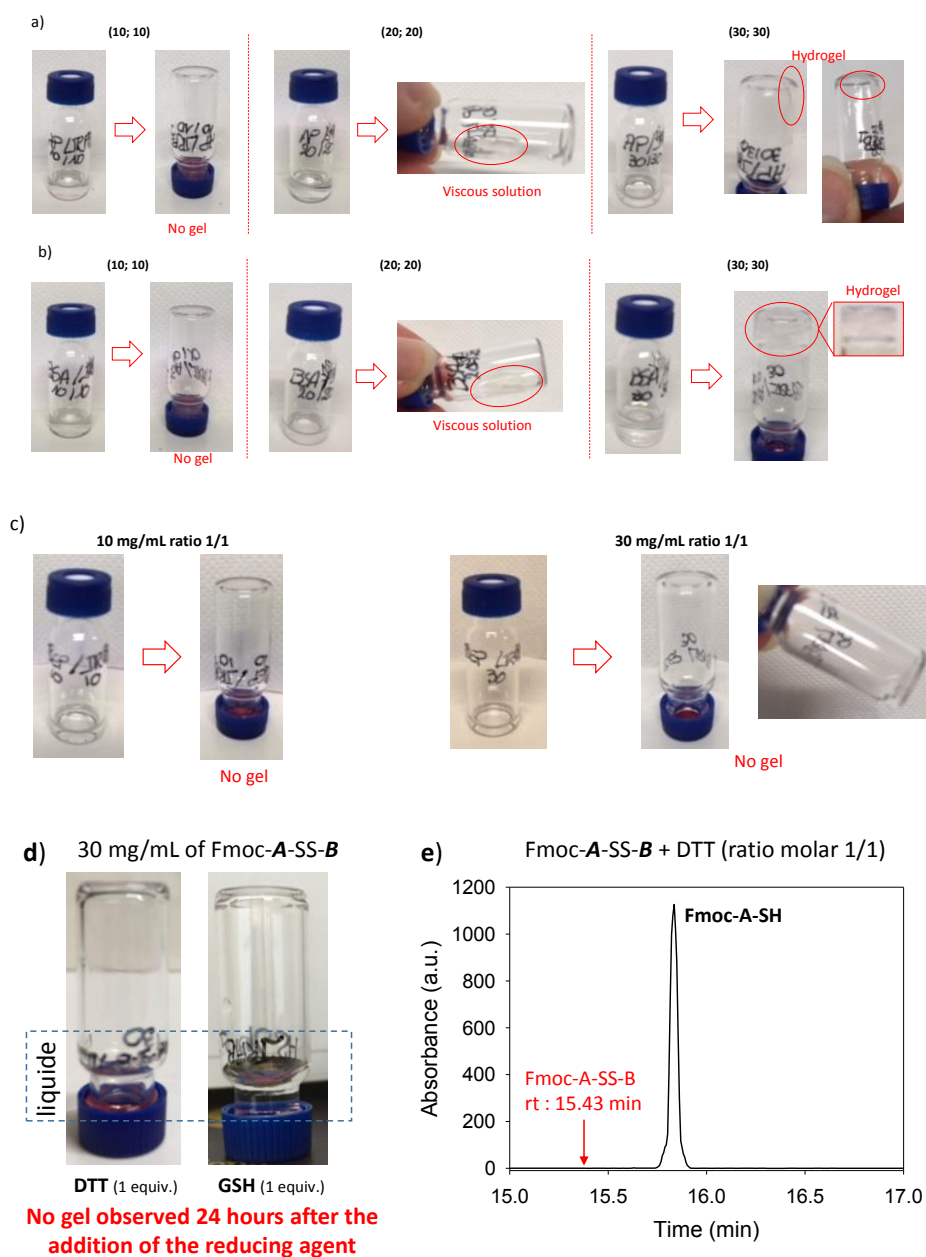 a)
(10; 10)
(20; 20)
(30; 30)
Hydrogel
No gel
Viscous solution
b)
(10; 10)
(20; 20)
(30; 30)
Hydrogel
No gel
Viscous solution
c)
10 mg/mL ratio 1/1
30 mg/mL ratio 1/1
No gel
No gel
d)
30 mg/mL of Fmoc-A-SS-B
liquide
DTT (1 equiv.)
GSH (1 equiv.)
No gel observed 24 hours after the
addition of the reducing agent
e)
Fmoc-A-SS-B + DTT (ratio molar 1/1)
1200
1000
800
600
400
200
0
Absorbance (a.u.)
Fmoc-A-SH
Fmoc-A-SS-B
rt : 15.43 min
15.0
15.5
16.0
16.5
17.0
Time (min)